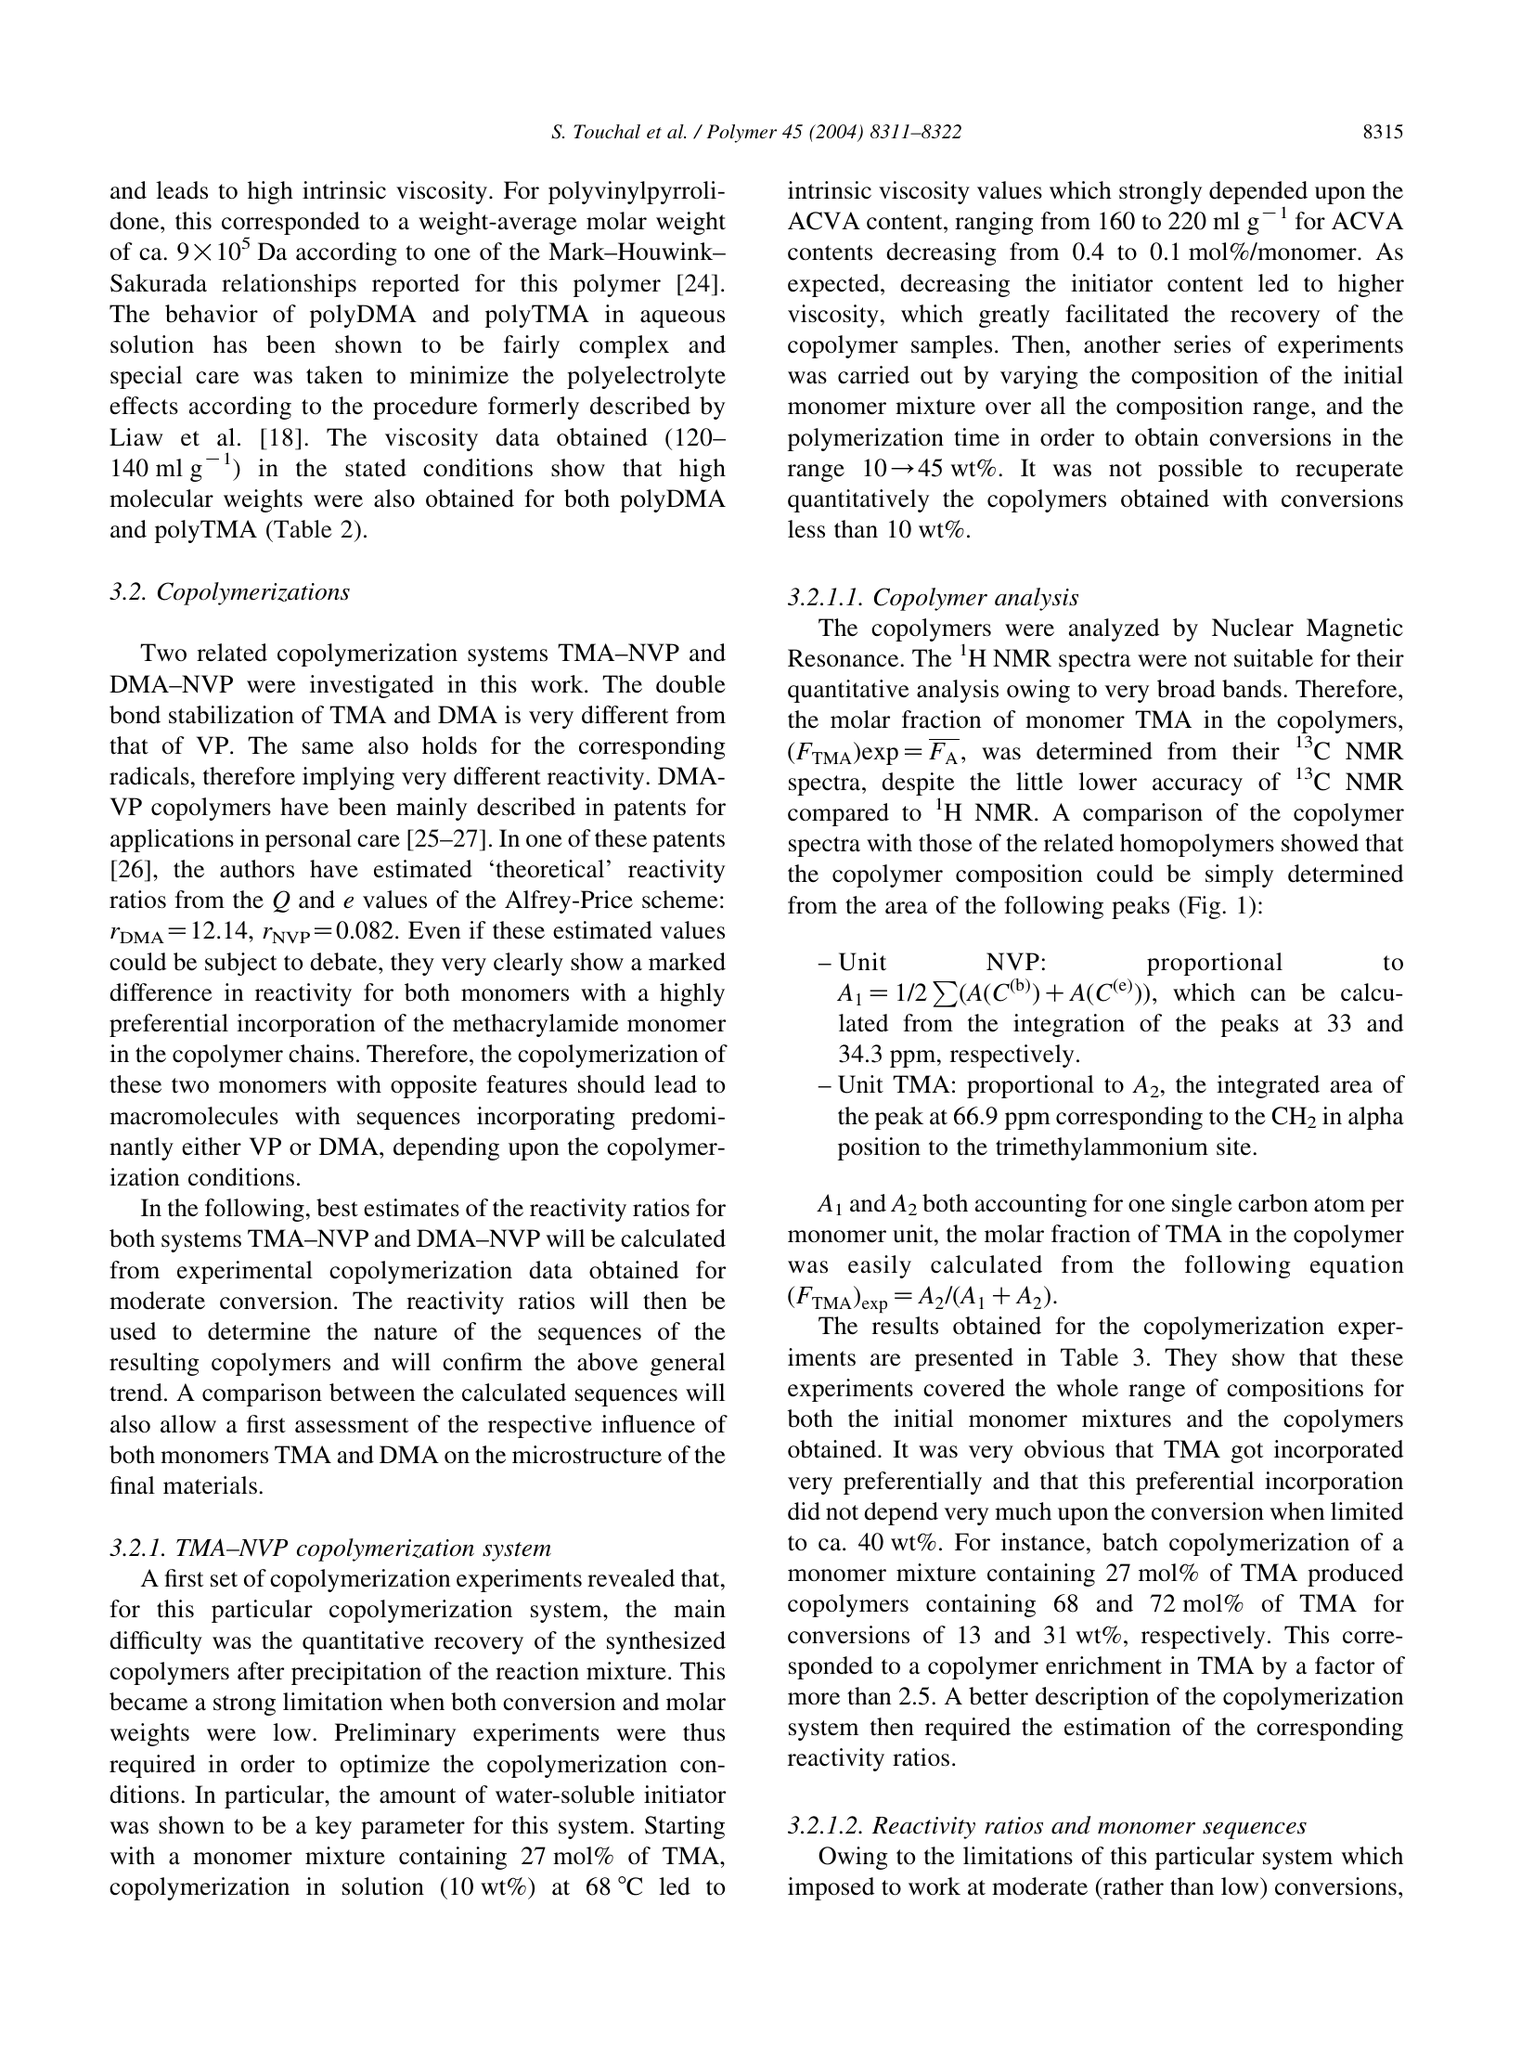 S. Touchal et al. / Polymer 45 (2004) 8311–8322
8315
and leads to high intrinsic viscosity. For polyvinylpyrroli-
done, this corresponded to a weight-average molar weight
of ca. 9×10⁵ Da according to one of the Mark–Houwink–
Sakurada relationships reported for this polymer [24].
The behavior of polyDMA and polyTMA in aqueous
solution has been shown to be fairly complex and
special care was taken to minimize the polyelectrolyte
effects according to the procedure formerly described by
Liaw et al. [18]. The viscosity data obtained (120–
140 ml g⁻¹) in the stated conditions show that high
molecular weights were also obtained for both polyDMA
and polyTMA (Table 2).
3.2. Copolymerizations
Two related copolymerization systems TMA–NVP and
DMA–NVP were investigated in this work. The double
bond stabilization of TMA and DMA is very different from
that of VP. The same also holds for the corresponding
radicals, therefore implying very different reactivity. DMA-
VP copolymers have been mainly described in patents for
applications in personal care [25–27]. In one of these patents
[26], the authors have estimated ‘theoretical’ reactivity
ratios from the Q and e values of the Alfrey-Price scheme:
r_DMA=12.14, r_NVP=0.082. Even if these estimated values
could be subject to debate, they very clearly show a marked
difference in reactivity for both monomers with a highly
preferential incorporation of the methacrylamide monomer
in the copolymer chains. Therefore, the copolymerization of
these two monomers with opposite features should lead to
macromolecules with sequences incorporating predomi-
nantly either VP or DMA, depending upon the copolymer-
ization conditions.
In the following, best estimates of the reactivity ratios for
both systems TMA–NVP and DMA–NVP will be calculated
from experimental copolymerization data obtained for
moderate conversion. The reactivity ratios will then be
used to determine the nature of the sequences of the
resulting copolymers and will confirm the above general
trend. A comparison between the calculated sequences will
also allow a first assessment of the respective influence of
both monomers TMA and DMA on the microstructure of the
final materials.
3.2.1. TMA–NVP copolymerization system
A first set of copolymerization experiments revealed that,
for this particular copolymerization system, the main
difficulty was the quantitative recovery of the synthesized
copolymers after precipitation of the reaction mixture. This
became a strong limitation when both conversion and molar
weights were low. Preliminary experiments were thus
required in order to optimize the copolymerization con-
ditions. In particular, the amount of water-soluble initiator
was shown to be a key parameter for this system. Starting
with a monomer mixture containing 27 mol% of TMA,
copolymerization in solution (10 wt%) at 68 °C led to
intrinsic viscosity values which strongly depended upon the
ACVA content, ranging from 160 to 220 ml g⁻¹ for ACVA
contents decreasing from 0.4 to 0.1 mol%/monomer. As
expected, decreasing the initiator content led to higher
viscosity, which greatly facilitated the recovery of the
copolymer samples. Then, another series of experiments
was carried out by varying the composition of the initial
monomer mixture over all the composition range, and the
polymerization time in order to obtain conversions in the
range 10→45 wt%. It was not possible to recuperate
quantitatively the copolymers obtained with conversions
less than 10 wt%.
3.2.1.1. Copolymer analysis
The copolymers were analyzed by Nuclear Magnetic
Resonance. The ¹H NMR spectra were not suitable for their
quantitative analysis owing to very broad bands. Therefore,
the molar fraction of monomer TMA in the copolymers,
(F_TMA)exp = F̅_A, was determined from their ¹³C NMR
spectra, despite the little lower accuracy of ¹³C NMR
compared to ¹H NMR. A comparison of the copolymer
spectra with those of the related homopolymers showed that
the copolymer composition could be simply determined
from the area of the following peaks (Fig. 1):
– Unit NVP: proportional to
A₁ = 1/2 ∑(A(C⁽ᵇ⁾) + A(C⁽ᵉ⁾)), which can be calcu-
lated from the integration of the peaks at 33 and
34.3 ppm, respectively.
– Unit TMA: proportional to A₂, the integrated area of
the peak at 66.9 ppm corresponding to the CH₂ in alpha
position to the trimethylammonium site.
A₁ and A₂ both accounting for one single carbon atom per
monomer unit, the molar fraction of TMA in the copolymer
was easily calculated from the following equation
(F_TMA)_exp = A₂/(A₁ + A₂).
The results obtained for the copolymerization exper-
iments are presented in Table 3. They show that these
experiments covered the whole range of compositions for
both the initial monomer mixtures and the copolymers
obtained. It was very obvious that TMA got incorporated
very preferentially and that this preferential incorporation
did not depend very much upon the conversion when limited
to ca. 40 wt%. For instance, batch copolymerization of a
monomer mixture containing 27 mol% of TMA produced
copolymers containing 68 and 72 mol% of TMA for
conversions of 13 and 31 wt%, respectively. This corre-
sponded to a copolymer enrichment in TMA by a factor of
more than 2.5. A better description of the copolymerization
system then required the estimation of the corresponding
reactivity ratios.
3.2.1.2. Reactivity ratios and monomer sequences
Owing to the limitations of this particular system which
imposed to work at moderate (rather than low) conversions,